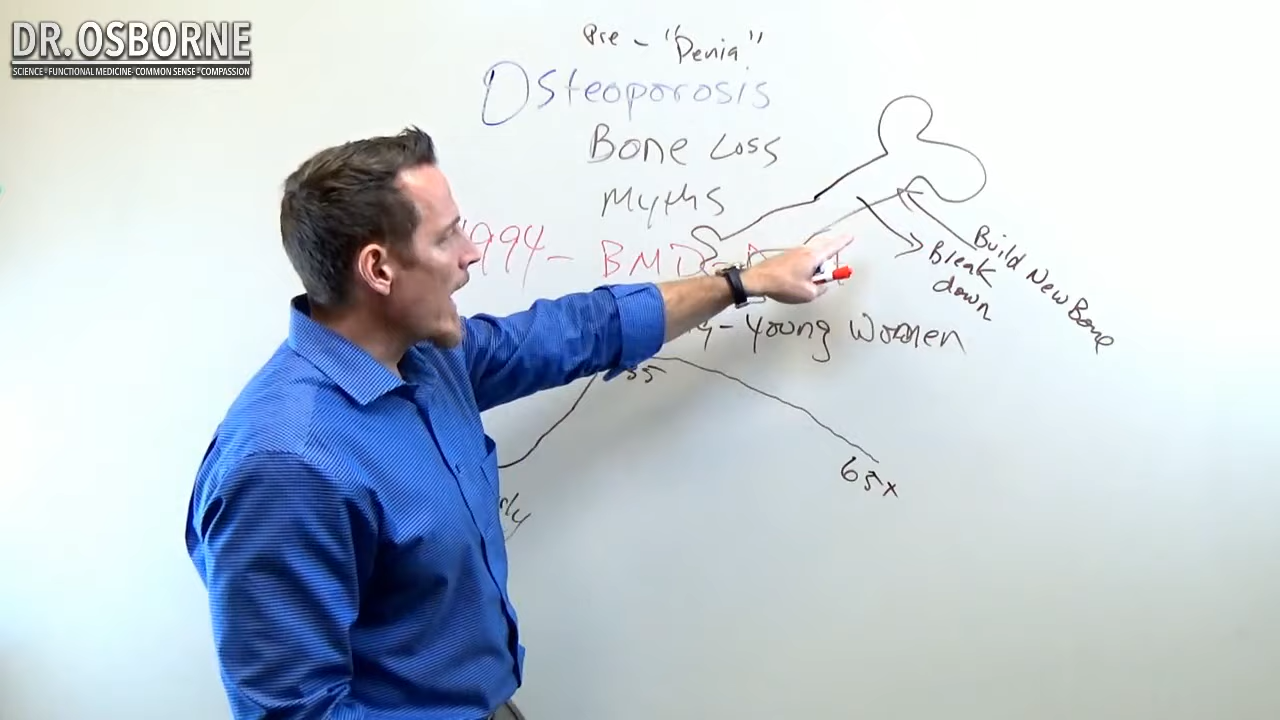 DR. OSBORNE
SCIENCE - FUNCTIONAL MEDICINE - COMMON SENSE - COMPASSION
Pre - "Penia"
Osteoporosis
Bone Loss
Myths
1994 - BMD -
Build New Bone
Break
down
Young Women
35
65x